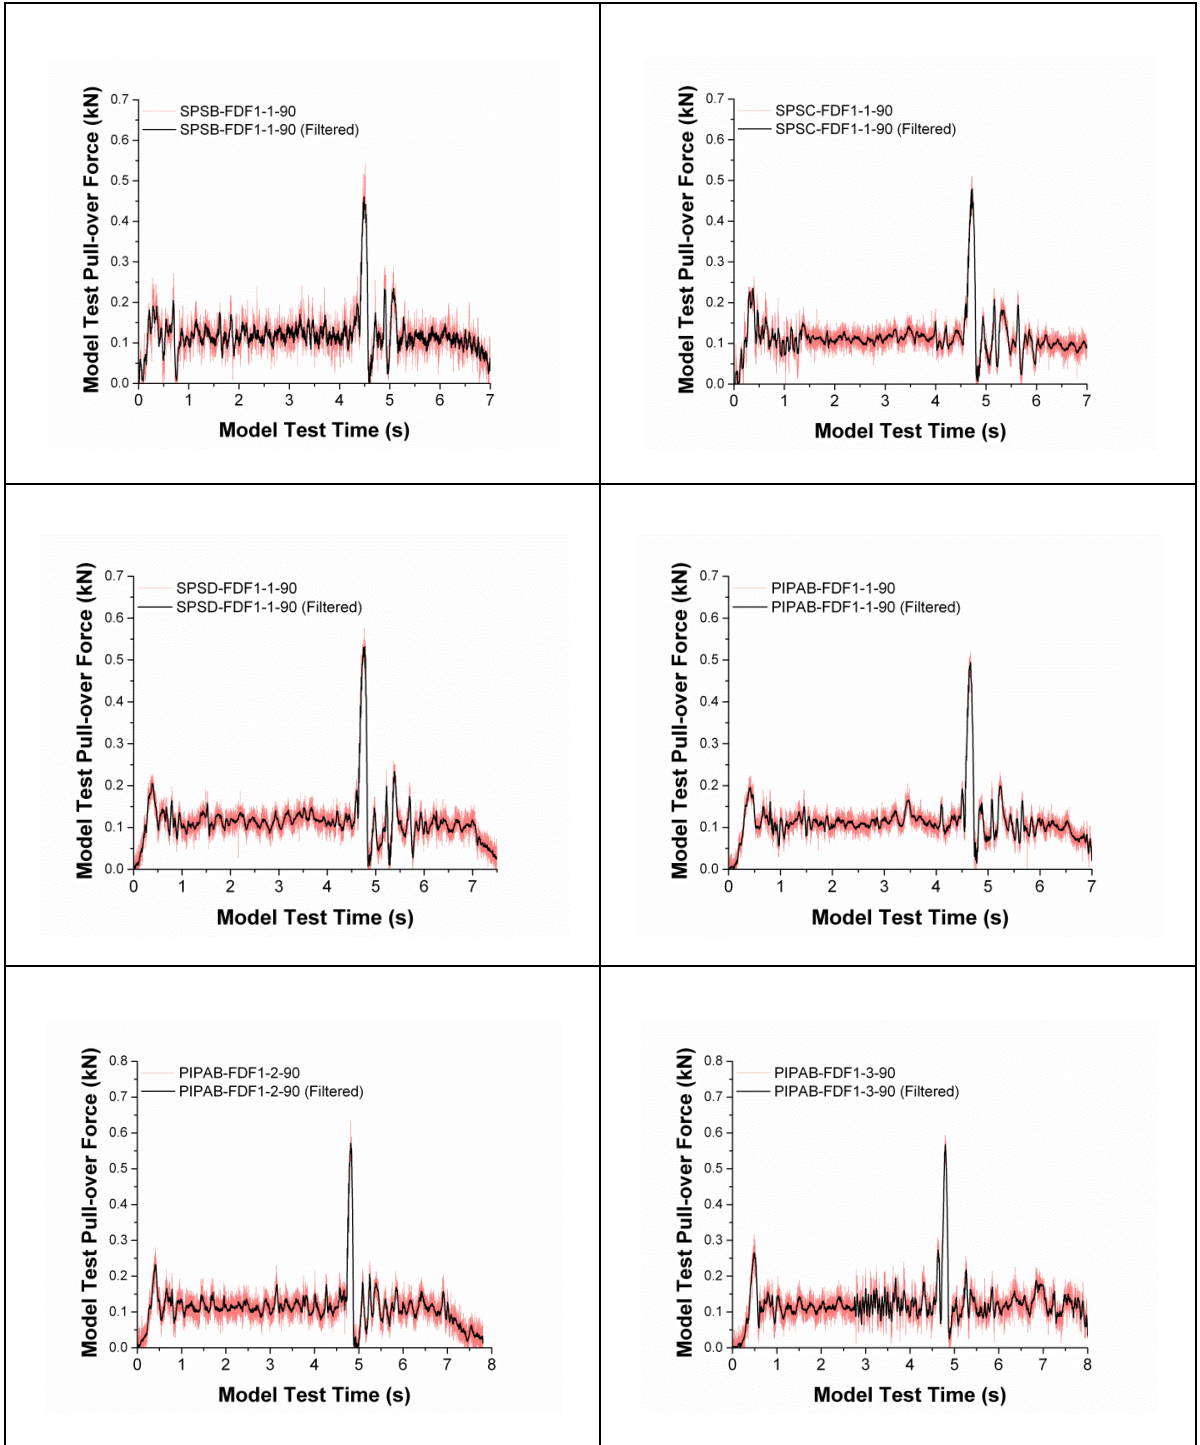 Model Test Pull-over Force (kN)
0.7
0.6
0.5
0.4
0.3
0.2
0.1
0.0
SPSB-FDF1-1-90
SPSB-FDF1-1-90 (Filtered)
0 1 2 3 4 5 6 7
Model Test Time (s)
Model Test Pull-over Force (kN)
0.7
0.6
0.5
0.4
0.3
0.2
0.1
0.0
SPSC-FDF1-1-90
SPSC-FDF1-1-90 (Filtered)
0 1 2 3 4 5 6 7
Model Test Time (s)
Model Test Pull-over Force (kN)
0.7
0.6
0.5
0.4
0.3
0.2
0.1
0.0
SPSD-FDF1-1-90
SPSD-FDF1-1-90 (Filtered)
0 1 2 3 4 5 6 7
Model Test Time (s)
Model Test Pull-over Force (kN)
0.7
0.6
0.5
0.4
0.3
0.2
0.1
0.0
PIPAB-FDF1-1-90
PIPAB-FDF1-1-90 (Filtered)
0 1 2 3 4 5 6 7
Model Test Time (s)
Model Test Pull-over Force (kN)
0.8
0.7
0.6
0.5
0.4
0.3
0.2
0.1
0.0
PIPAB-FDF1-2-90
PIPAB-FDF1-2-90 (Filtered)
0 1 2 3 4 5 6 7 8
Model Test Time (s)
Model Test Pull-over Force (kN)
0.8
0.7
0.6
0.5
0.4
0.3
0.2
0.1
0.0
PIPAB-FDF1-3-90
PIPAB-FDF1-3-90 (Filtered)
0 1 2 3 4 5 6 7 8
Model Test Time (s)